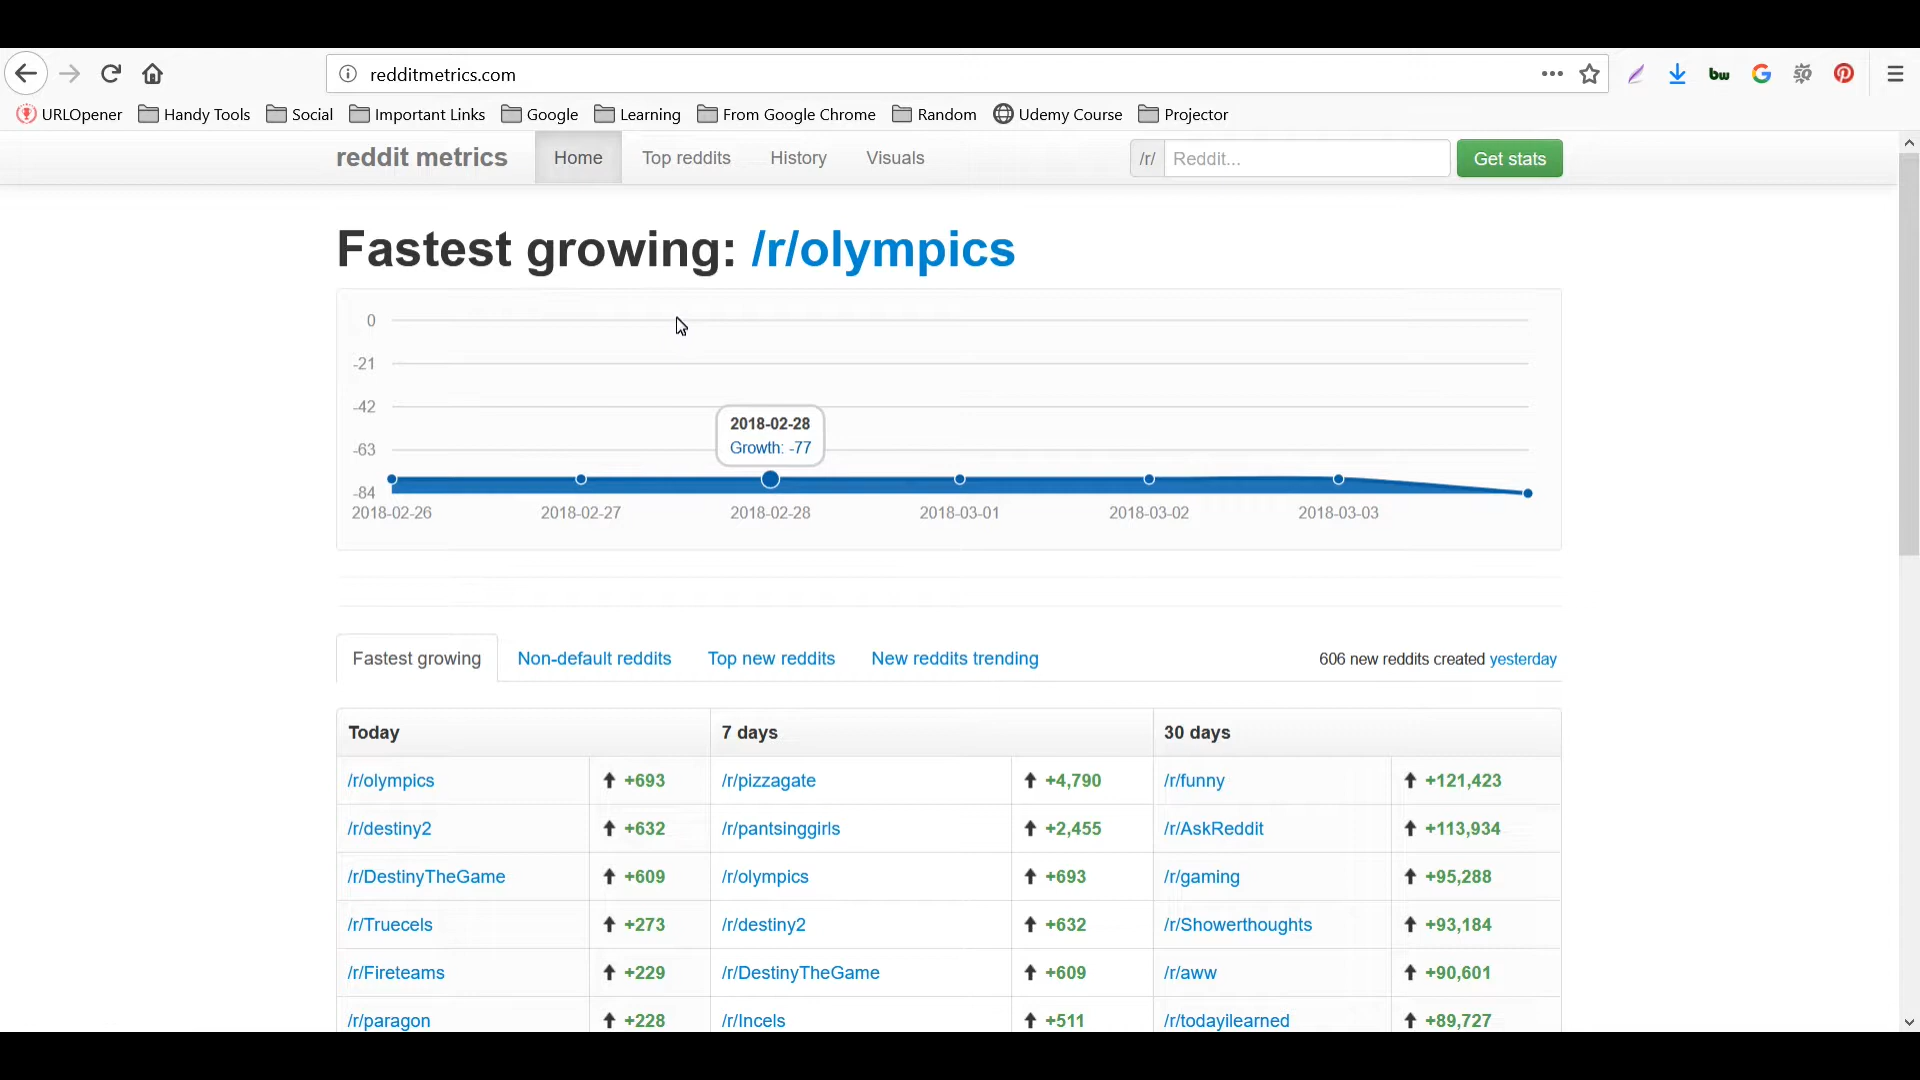 redditmetrics.com
URLOpener Handy Tools Social Important Links Google Learning From Google Chrome Random Udemy Course Projector
reddit metrics Home Top reddits History Visuals /r/ Reddit... Get stats
Fastest growing: /r/olympics
0
-21
-42
2018-02-28
Growth: -77
-63
-84
2018-02-26 2018-02-27 2018-02-28 2018-03-01 2018-03-02 2018-03-03
Fastest growing Non-default reddits Top new reddits New reddits trending 606 new reddits created yesterday
Today 7 days 30 days
/r/olympics +693 /r/pizzagate +4,790 /r/funny +121,423
/r/destiny2 +632 /r/pantsinggirls +2,455 /r/AskReddit +113,934
/r/DestinyTheGame +609 /r/olympics +693 /r/gaming +95,288
/r/Truecels +273 /r/destiny2 +632 /r/Showerthoughts +93,184
/r/Fireteams +229 /r/DestinyTheGame +609 /r/aww +90,601
/r/paragon +228 /r/Incels +511 /r/todayilearned +89,727